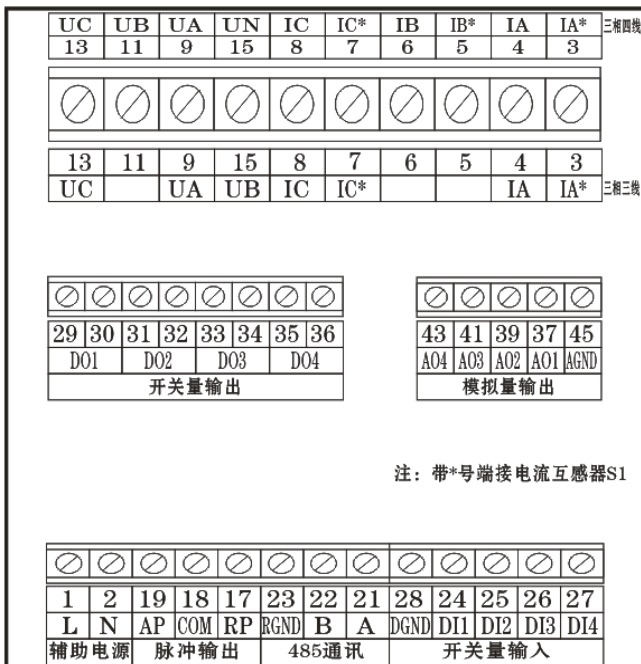 UC UB UA UN IC IC* IB IB* IA IA* 三相四线
13 11 9 15 8 7 6 5 4 3
13 11 9 15 8 7 6 5 4 3
UC UA UB IC IC* IA IA* 三相三线
29 30 31 32 33 34 35 36 43 41 39 37 45
DO1 DO2 DO3 DO4 AO4 AO3 AO2 AO1 AGND
开关量输出 模拟量输出
注：带*号端接电流互感器S1
1 2 19 18 17 23 22 21 28 24 25 26 27
L N AP COM RP RGND B A DGND DI1 DI2 DI3 DI4
辅助电源 脉冲输出 485通讯 开关量输入